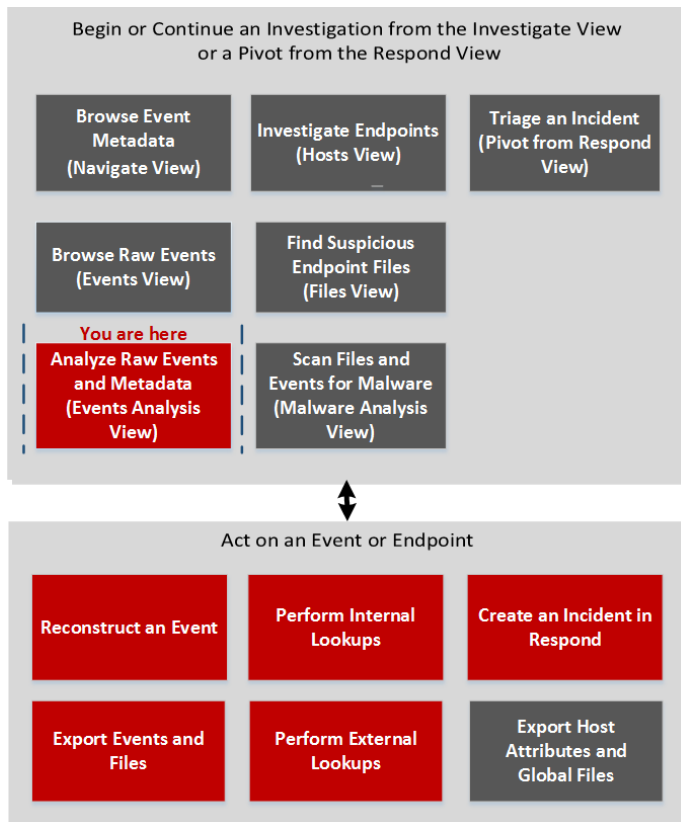 Begin or Continue an Investigation from the Investigate View
or a Pivot from the Respond View
Browse Event
Metadata
(Navigate View)
Investigate Endpoints
(Hosts View)
Triage an Incident
(Pivot from Respond
View)
Browse Raw Events
(Events View)
Find Suspicious
Endpoint Files
(Files View)
You are here
Analyze Raw Events
and Metadata
(Events Analysis
View)
Scan Files and
Events for Malware
(Malware Analysis
View)
Act on an Event or Endpoint
Reconstruct an Event
Perform Internal
Lookups
Create an Incident in
Respond
Export Events and
Files
Perform External
Lookups
Export Host
Attributes and
Global Files